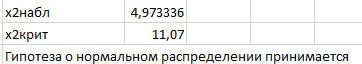 х2набл 4,973336
х2крит 11,07
Гипотеза о нормальном распределении принимается